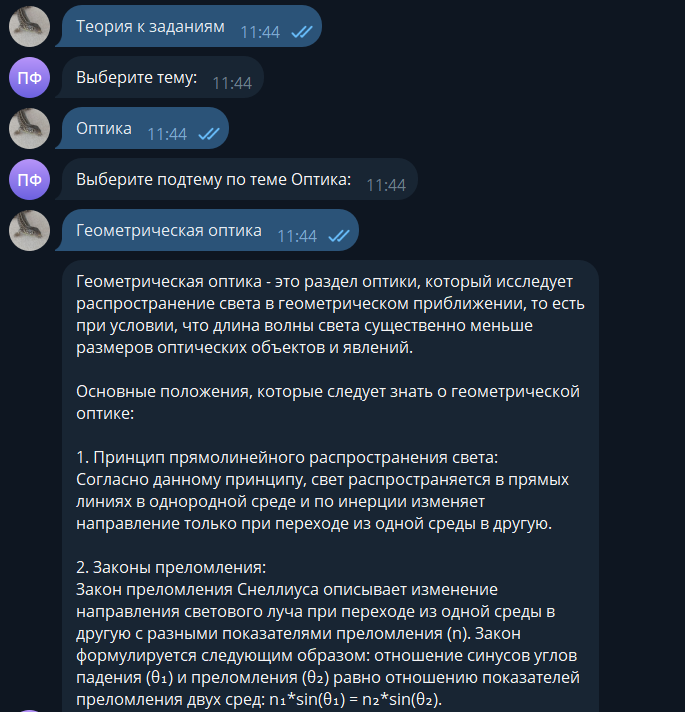 Теория к заданиям 11:44
ПФ
Выберите тему: 11:44
Оптика 11:44
ПФ
Выберите подтему по теме Оптика: 11:44
Геометрическая оптика 11:44
Геометрическая оптика - это раздел оптики, который исследует
распространение света в геометрическом приближении, то есть
при условии, что длина волны света существенно меньше
размеров оптических объектов и явлений.
Основные положения, которые следует знать о геометрической
оптике:
1. Принцип прямолинейного распространения света:
Согласно данному принципу, свет распространяется в прямых
линиях в однородной среде и по инерции изменяет
направление только при переходе из одной среды в другую.
2. Законы преломления:
Закон преломления Снеллиуса описывает изменение
направления светового луча при переходе из одной среды в
другую с разными показателями преломления (n). Закон
формулируется следующим образом: отношение синусов углов
падения (θ₁) и преломления (θ₂) равно отношению показателей
преломления двух сред: n₁*sin(θ₁) = n₂*sin(θ₂).